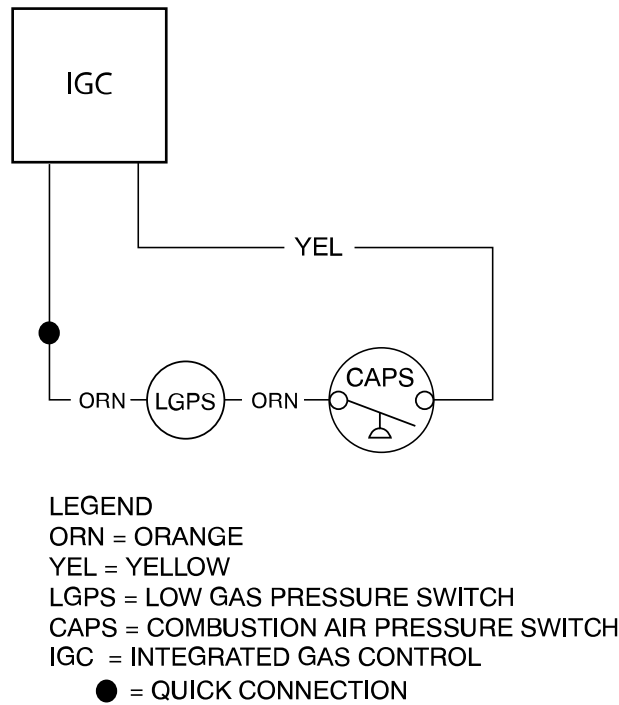 IGC
YEL
CAPS
ORN LGPS ORN
LEGEND
ORN = ORANGE
YEL = YELLOW
LGPS = LOW GAS PRESSURE SWITCH
CAPS = COMBUSTION AIR PRESSURE SWITCH
IGC = INTEGRATED GAS CONTROL
= QUICK CONNECTION